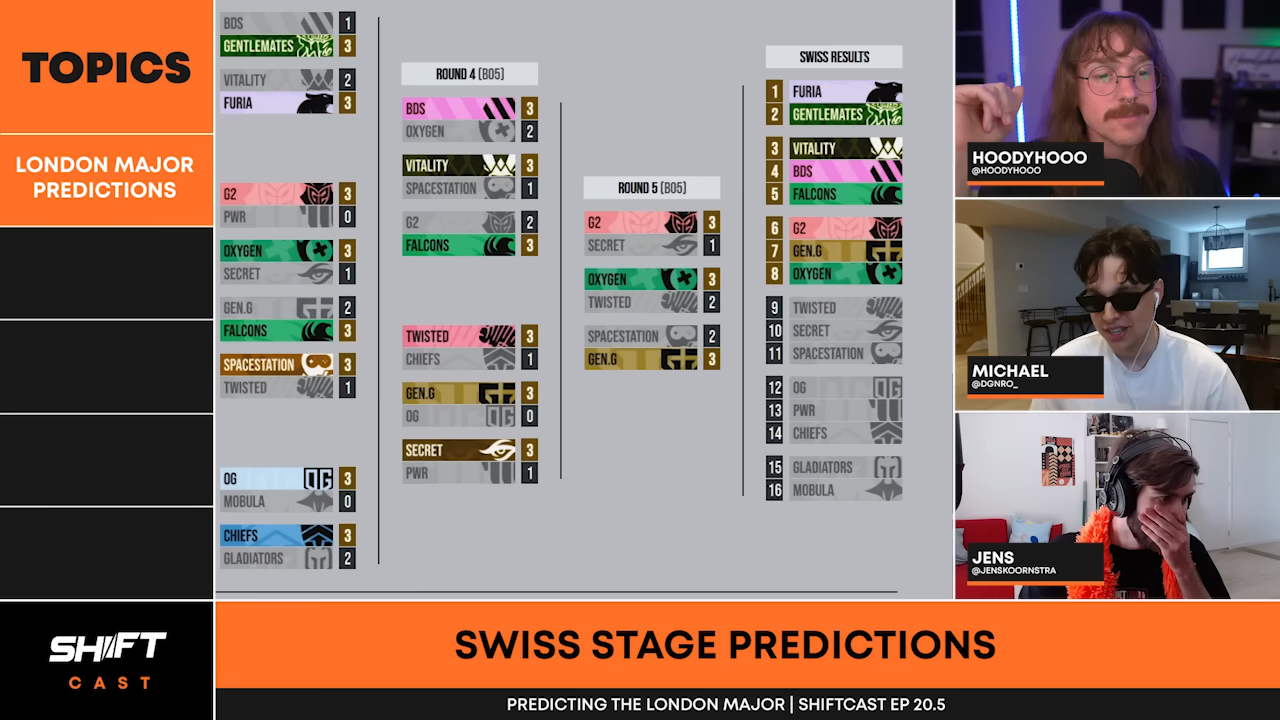 TOPICS
LONDON MAJOR
PREDICTIONS
BDS 1
GENTLEMATES 3
VITALITY 2
FURIA 3
G2 3
PWR 0
OXYGEN 3
SECRET 1
GEN.G 2
FALCONS 3
SPACESTATION 3
TWISTED 1
OG 3
MOBULA 0
CHIEFS 3
GLADIATORS 2
ROUND 4 (BO5)
BDS 3
OXYGEN 2
VITALITY 3
SPACESTATION 1
G2 2
FALCONS 3
TWISTED 3
CHIEFS 1
GEN.G 3
OG 0
SECRET 3
PWR 1
ROUND 5 (BO5)
G2 3
SECRET 1
OXYGEN 3
TWISTED 2
SPACESTATION 2
GEN.G 3
SWISS RESULTS
1 FURIA
2 GENTLEMATES
3 VITALITY
4 BDS
5 FALCONS
6 G2
7 GEN.G
8 OXYGEN
9 TWISTED
10 SECRET
11 SPACESTATION
12 OG
13 PWR
14 CHIEFS
15 GLADIATORS
16 MOBULA
HOODYHOOO
@HOODYHOOO
MICHAEL
@DGNRO_
JENS
@JENSKOORNSTRA
SHIFT
CAST
SWISS STAGE PREDICTIONS
PREDICTING THE LONDON MAJOR | SHIFTCAST EP 20.5